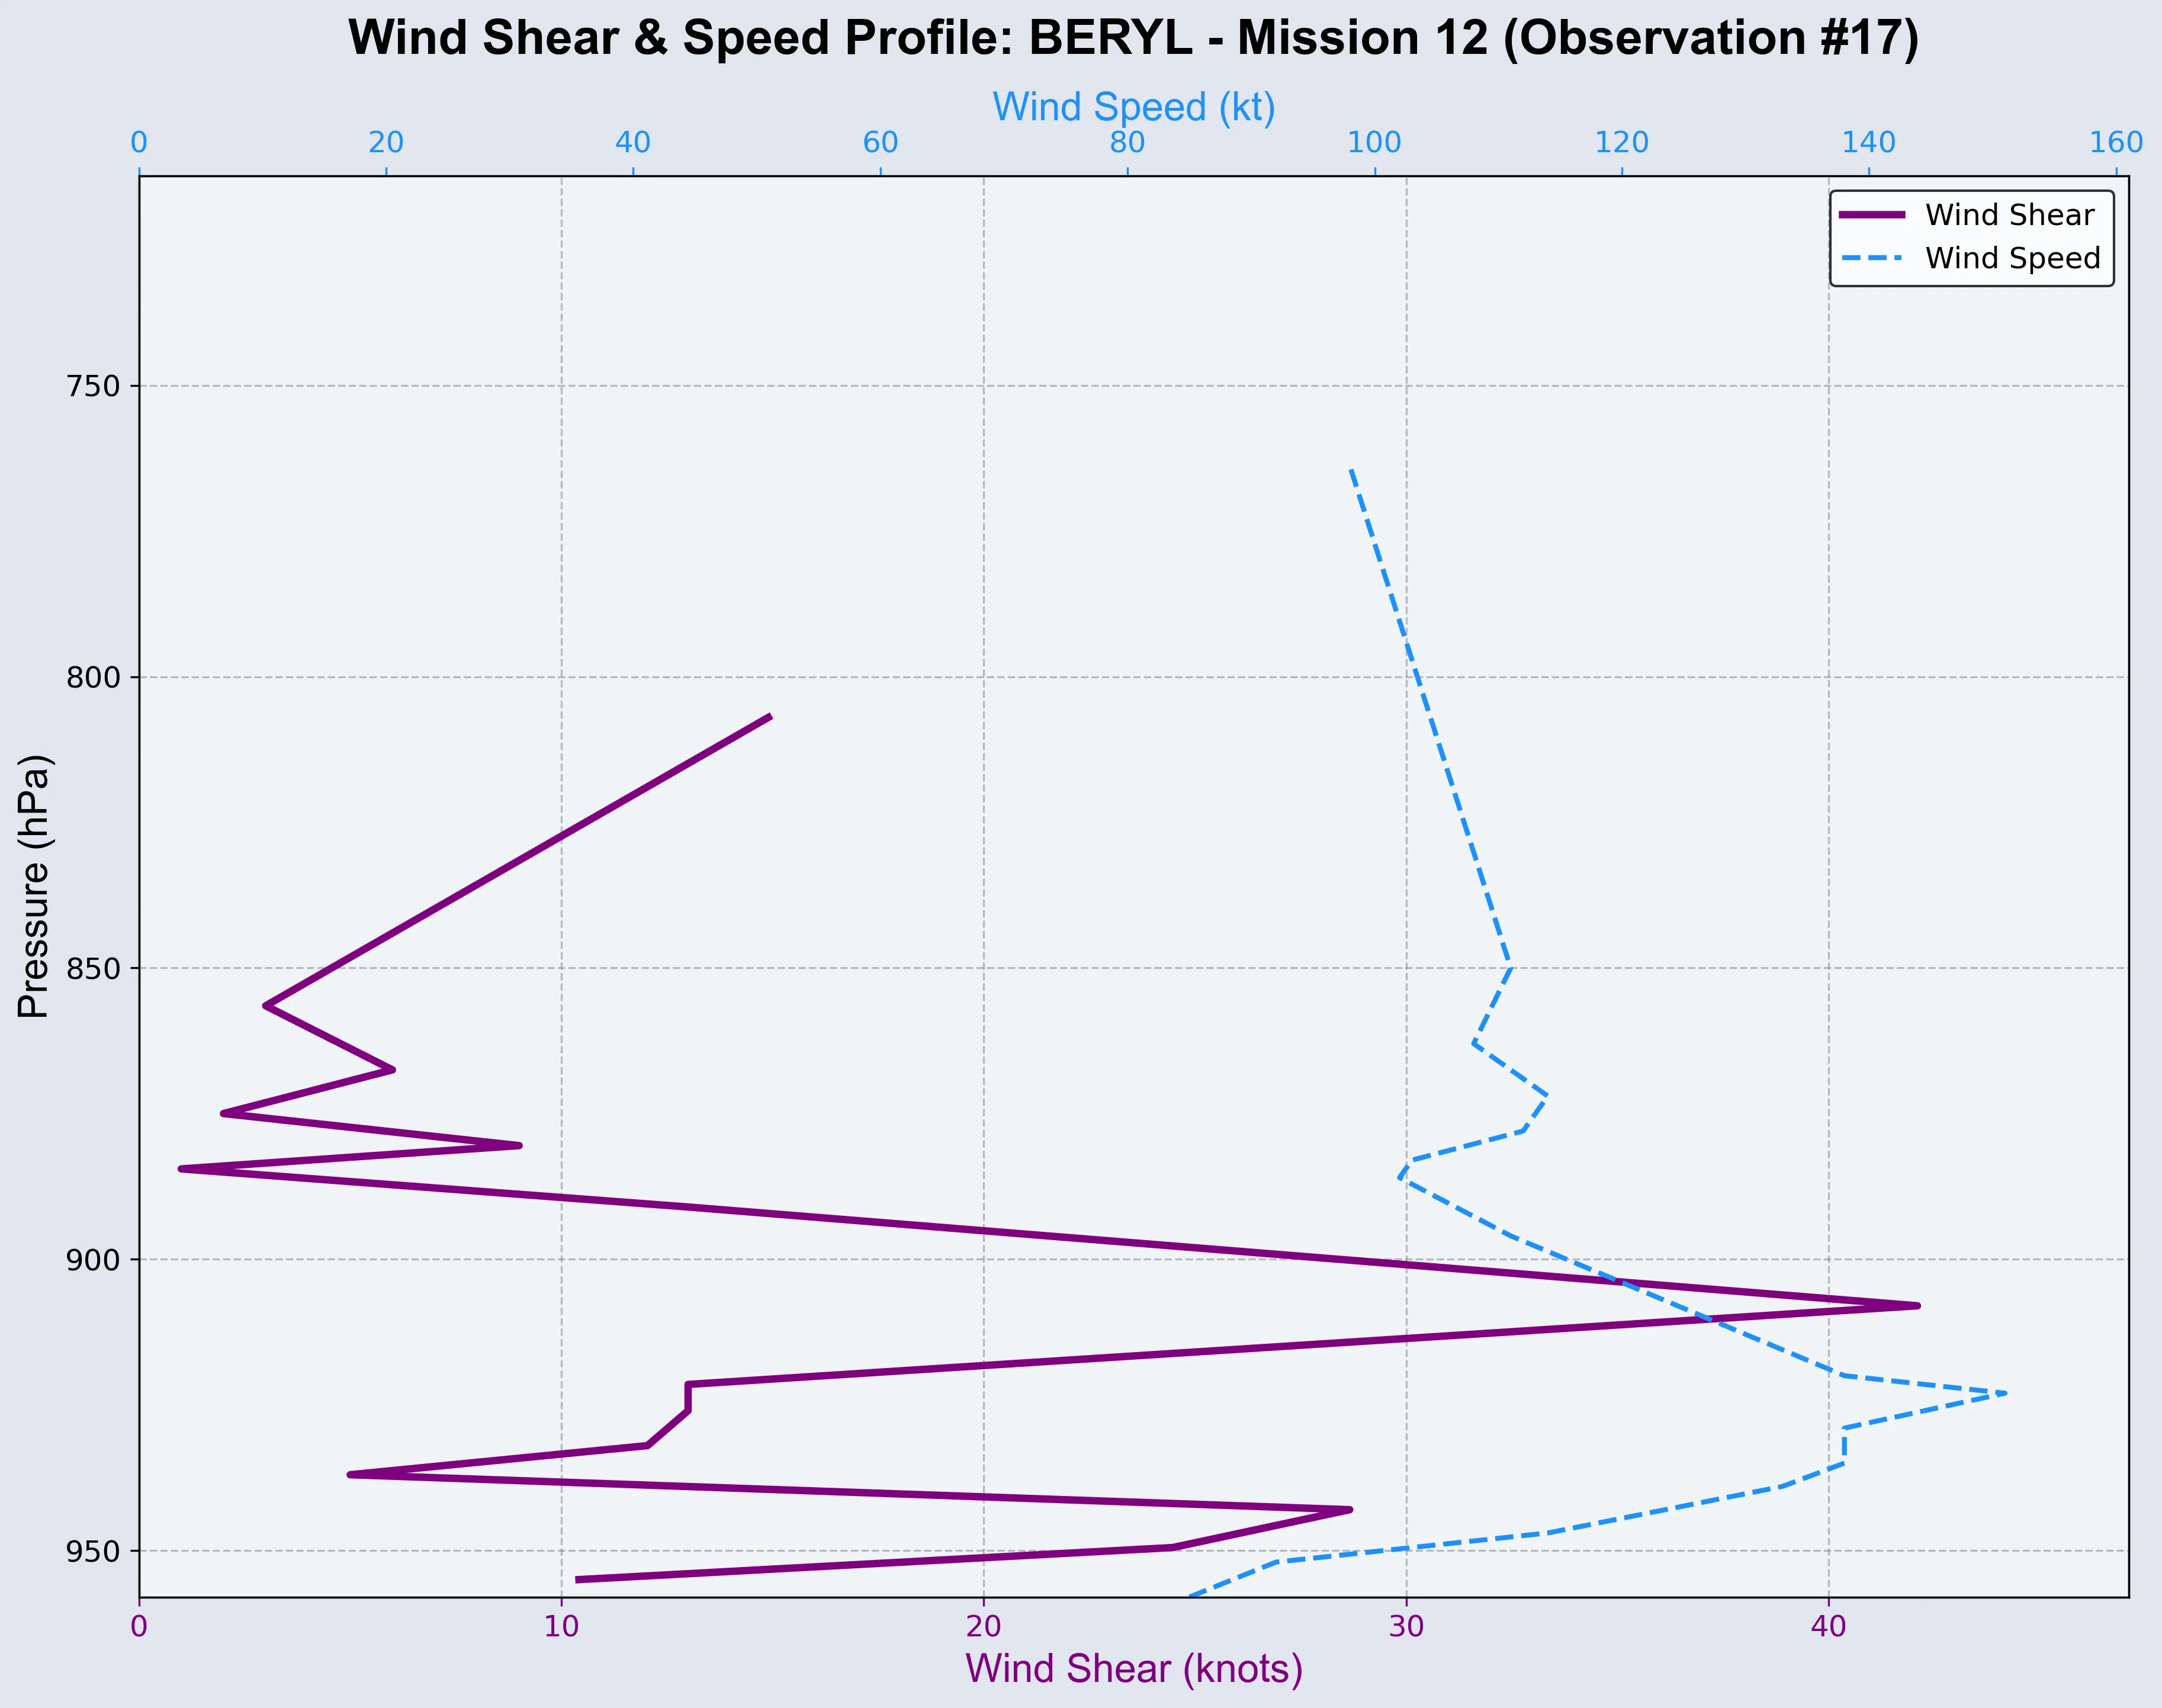 Wind Shear & Speed Profile: BERYL - Mission 12 (Observation #17)
Wind Speed (kt)
0 20 40 60 80 100 120 140 160
Wind Shear
Wind Speed
750
800
850
900
950
Pressure (hPa)
0 10 20 30 40
Wind Shear (knots)